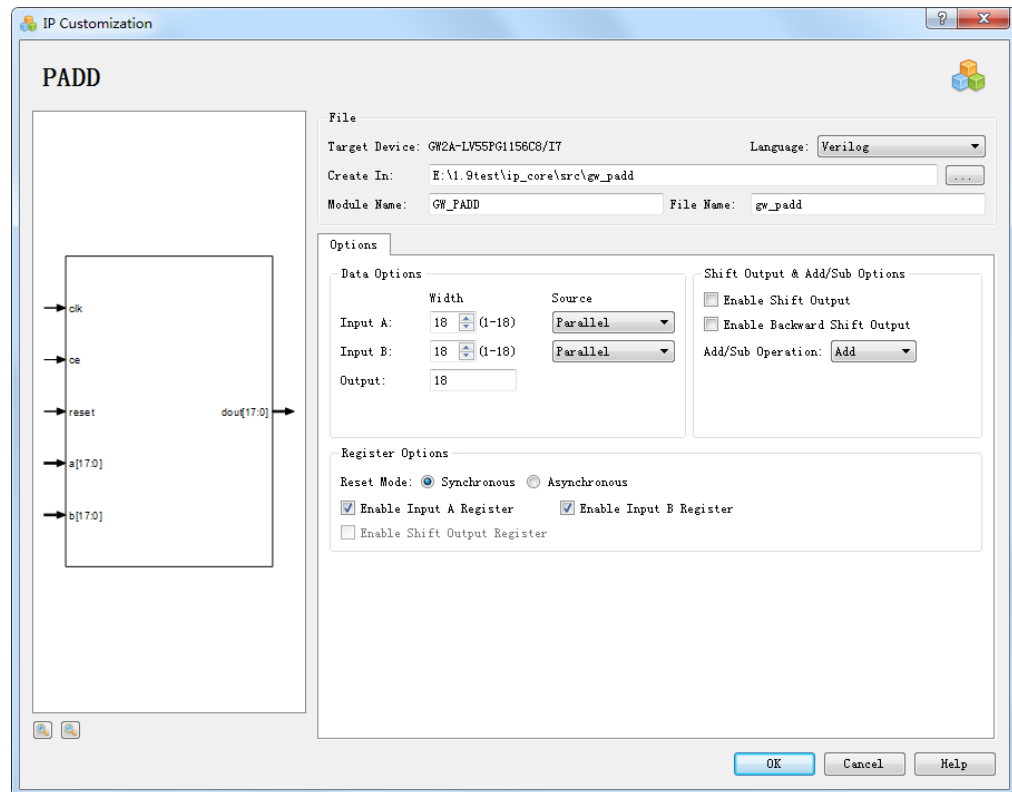 IP Customization
PADD
File
Target Device: GW2A-LV55PG1156C8/I7 Language: Verilog
Create In: E:\1.9test\ip_core\src\gw_padd ...
Module Name: GW_PADD File Name: gw_padd
Options
Data Options
Width Source
Input A: 18 (1-18) Parallel
Input B: 18 (1-18) Parallel
Output: 18
Shift Output & Add/Sub Options
Enable Shift Output
Enable Backward Shift Output
Add/Sub Operation: Add
Register Options
Reset Mode: Synchronous Asynchronous
Enable Input A Register Enable Input B Register
Enable Shift Output Register
clk
ce
reset dout[17:0]
a[17:0]
b[17:0]
OK Cancel Help